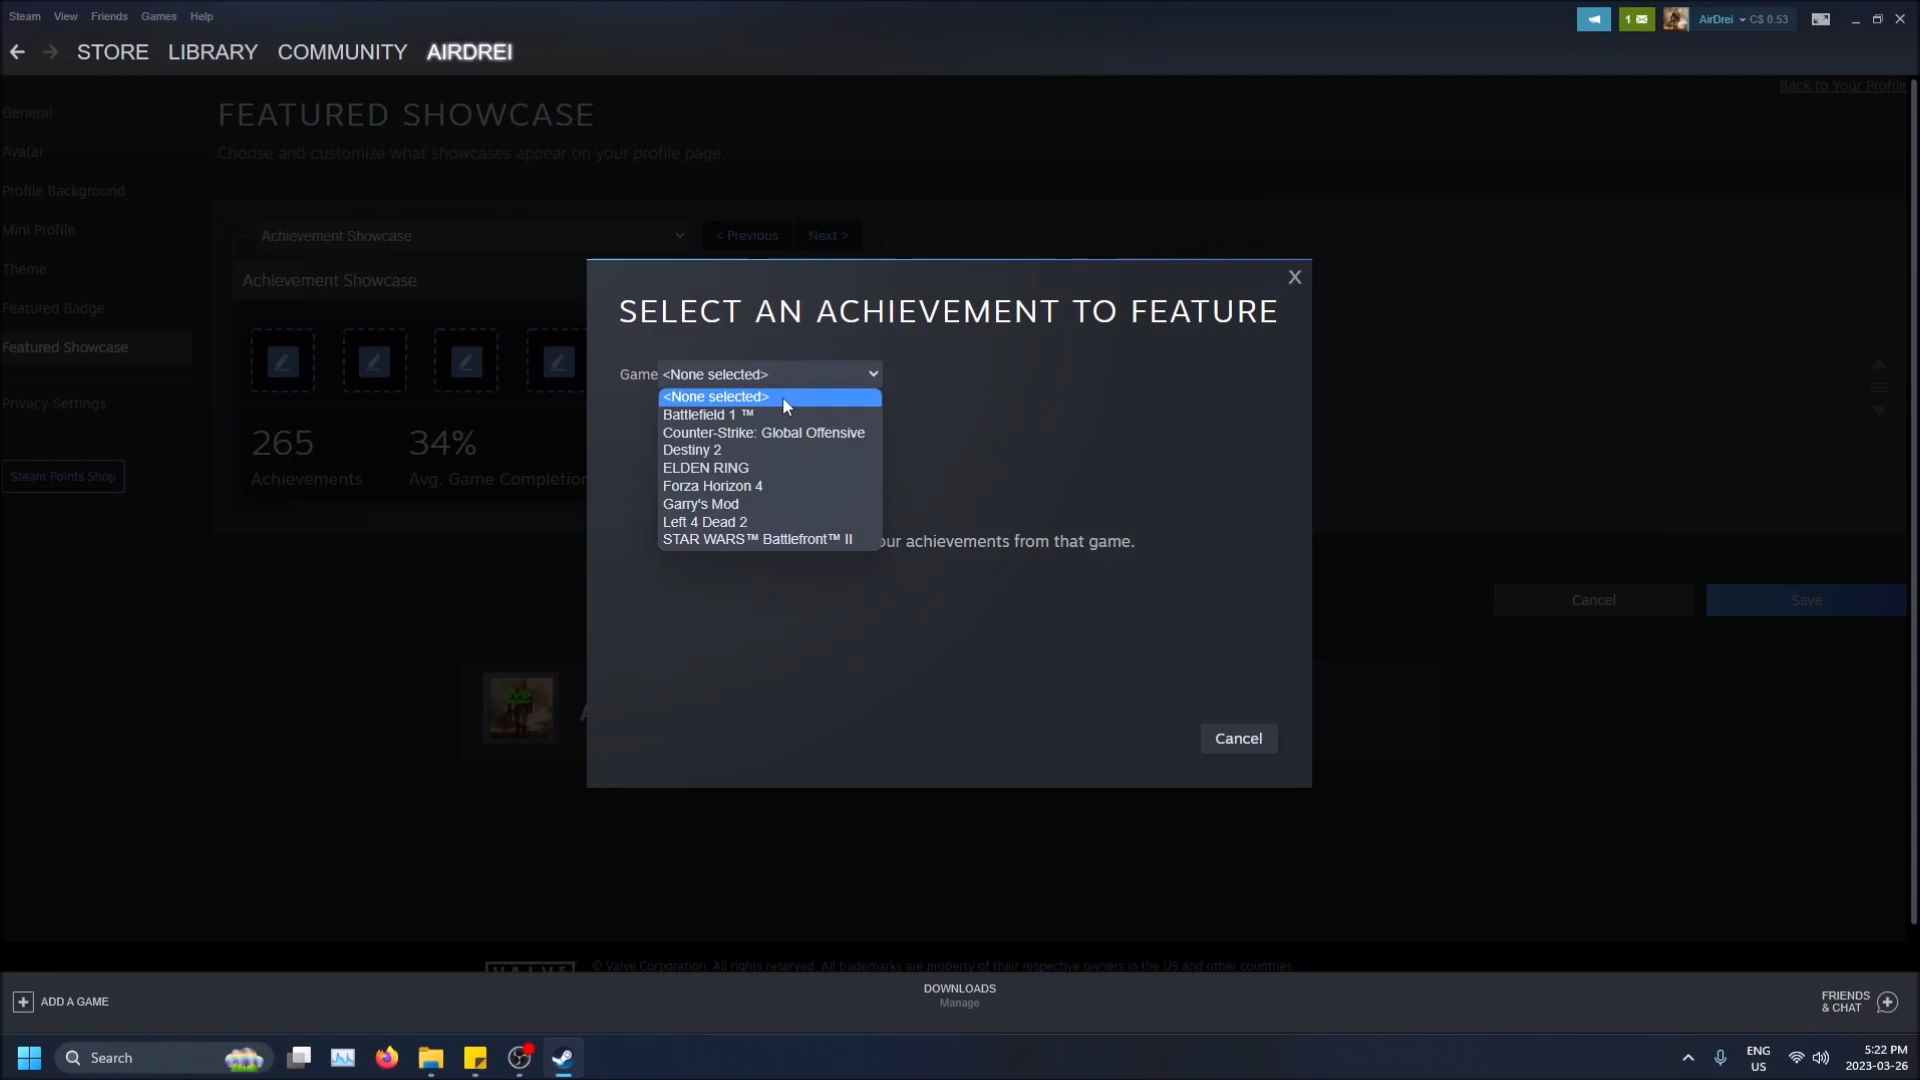 Steam View Friends Games Help
1
AirDrei C$ 0.53
STORE LIBRARY COMMUNITY AIRDREI
Back to Your Profile
General
Avatar
Profile Background
Mini Profile
Theme
Featured Badge
Featured Showcase
Privacy Settings
Steam Points Shop
FEATURED SHOWCASE
Choose and customize what showcases appear on your profile page.
Achievement Showcase
< Previous
Next >
Achievement Showcase
265
Achievements
34%
Avg. Game Completion
X
SELECT AN ACHIEVEMENT TO FEATURE
Game <None selected>
<None selected>
Battlefield 1 ™
Counter-Strike: Global Offensive
Destiny 2
ELDEN RING
Forza Horizon 4
Garry's Mod
Left 4 Dead 2
STAR WARS™ Battlefront™ II
our achievements from that game.
Cancel
Cancel
Save
VALVE
© Valve Corporation. All rights reserved. All trademarks are property of their respective owners in the US and other countries.
ADD A GAME
DOWNLOADS
Manage
FRIENDS
& CHAT
Search
ENG
US
5:22 PM
2023-03-26